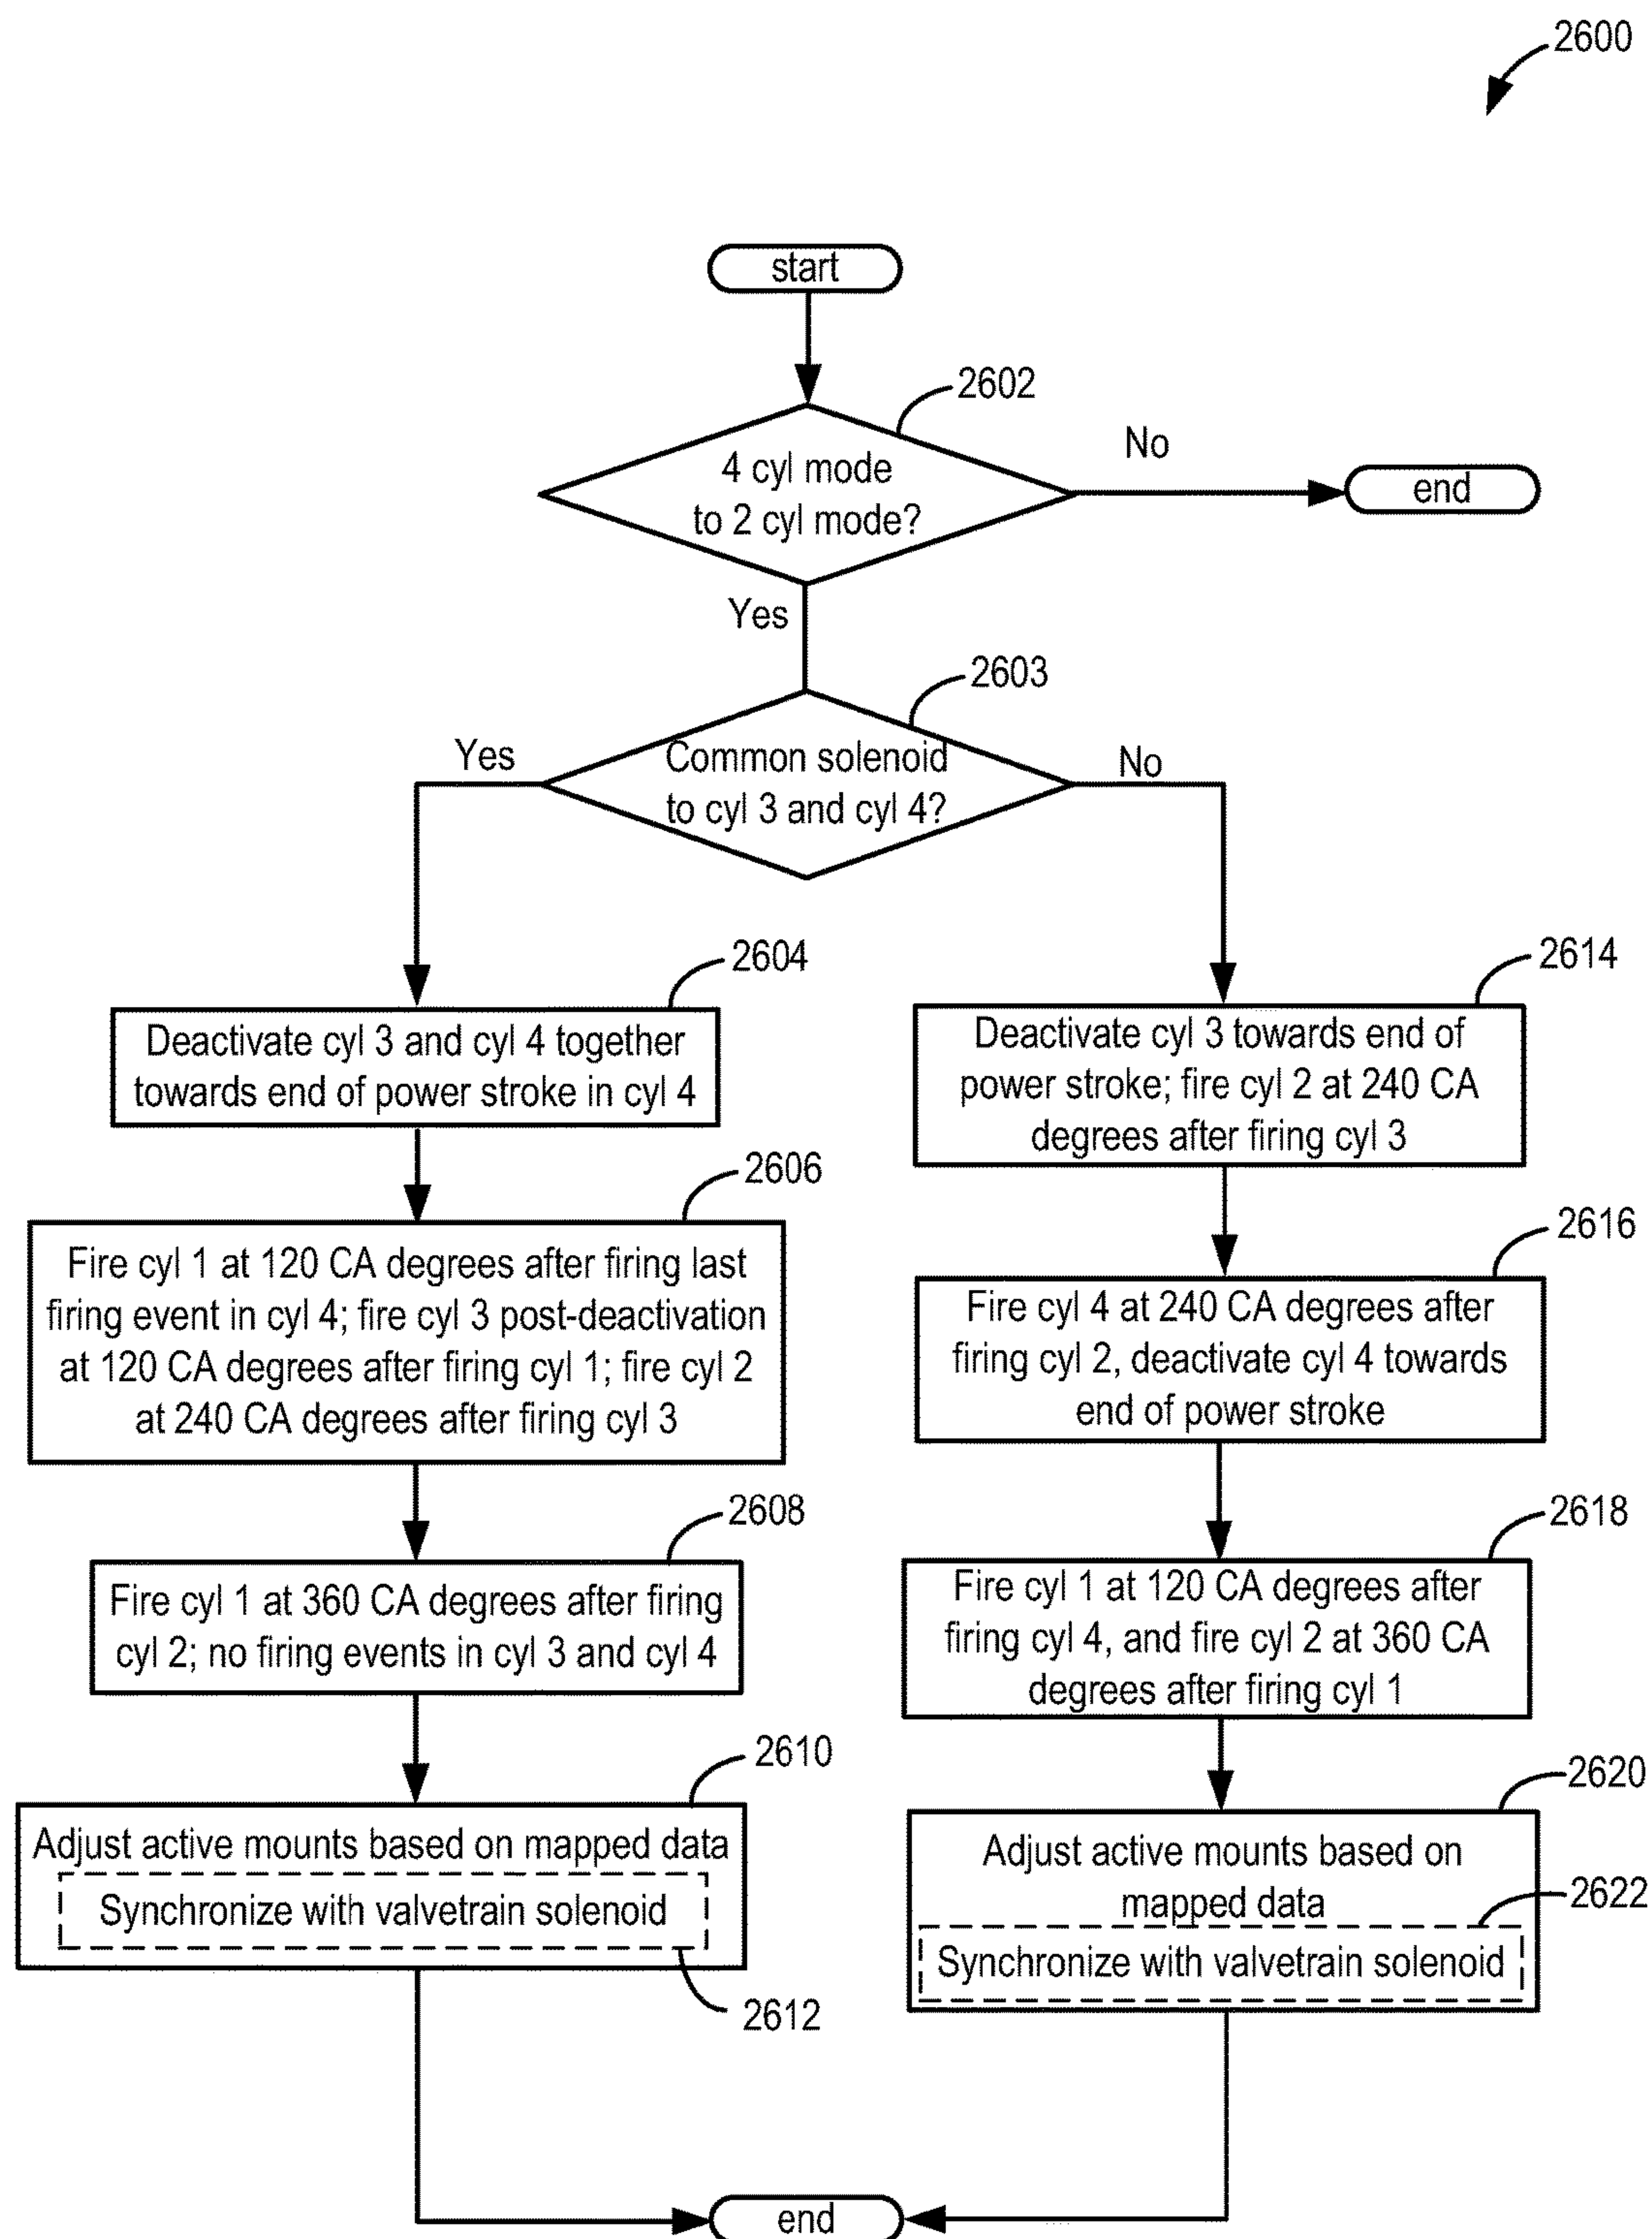 2600
start
2602
4 cyl mode
to 2 cyl mode?
No
end
Yes
2603
Common solenoid
to cyl 3 and cyl 4?
Yes
No
2604
Deactivate cyl 3 and cyl 4 together
towards end of power stroke in cyl 4
2606
Fire cyl 1 at 120 CA degrees after firing last
firing event in cyl 4; fire cyl 3 post-deactivation
at 120 CA degrees after firing cyl 1; fire cyl 2
at 240 CA degrees after firing cyl 3
2608
Fire cyl 1 at 360 CA degrees after firing
cyl 2; no firing events in cyl 3 and cyl 4
2610
Adjust active mounts based on mapped data
Synchronize with valvetrain solenoid
2612
2614
Deactivate cyl 3 towards end of
power stroke; fire cyl 2 at 240 CA
degrees after firing cyl 3
2616
Fire cyl 4 at 240 CA degrees after
firing cyl 2, deactivate cyl 4 towards
end of power stroke
2618
Fire cyl 1 at 120 CA degrees after
firing cyl 4, and fire cyl 2 at 360 CA
degrees after firing cyl 1
2620
Adjust active mounts based on
mapped data
2622
Synchronize with valvetrain solenoid
end